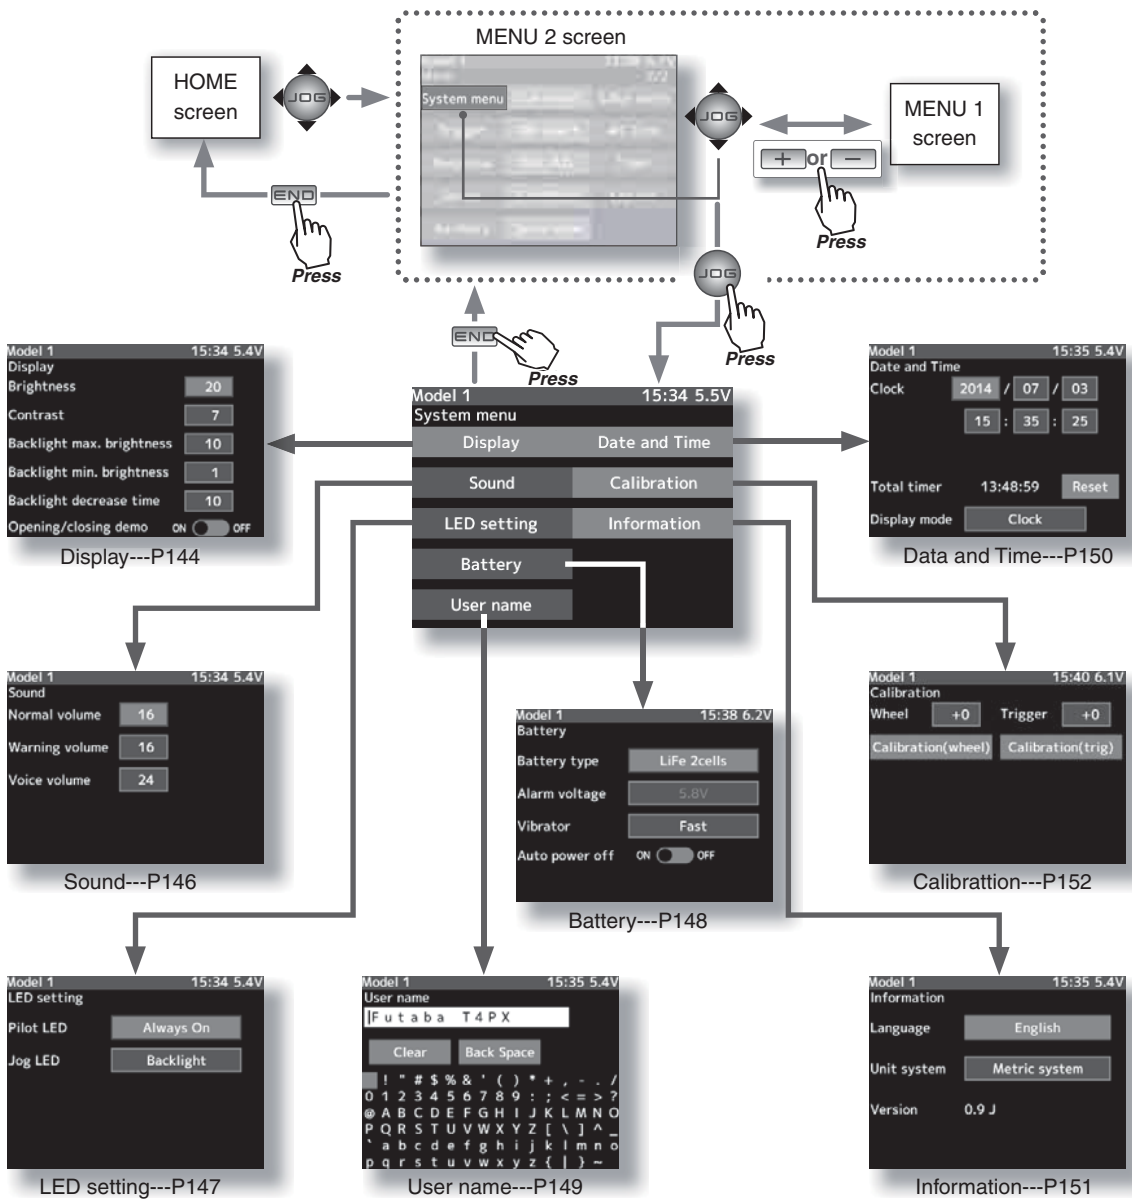 MENU 2 screen
HOME
screen
JOG
System menu
JOG
+ or −
MENU 1
screen
Press
END
Press
JOG
Press
END
Press
Model 1 15:34 5.4V
Display
Brightness 20
Contrast 7
Backlight max. brightness 10
Backlight min. brightness 1
Backlight decrease time 10
Opening/closing demo ON OFF
Display---P144
Model 1 15:34 5.5V
System menu
Display Date and Time
Sound Calibration
LED setting Information
Battery
User name
Model 1 15:35 5.4V
Date and Time
Clock 2014 / 07 / 03
15 : 35 : 25
Total timer 13:48:59 Reset
Display mode Clock
Data and Time---P150
Model 1 15:34 5.4V
Sound
Normal volume 16
Warning volume 16
Voice volume 24
Sound---P146
Model 1 15:38 6.2V
Battery
Battery type LiFe 2cells
Alarm voltage 5.8V
Vibrator Fast
Auto power off ON OFF
Battery---P148
Model 1 15:40 6.1V
Calibration
Wheel +0 Trigger +0
Calibration(wheel) Calibration(trig)
Calibrattion---P152
Model 1 15:34 5.4V
LED setting
Pilot LED Always On
Jog LED Backlight
LED setting---P147
Model 1 15:35 5.4V
User name
Futaba T4PX
Clear Back Space
! " # $ % & ' ( ) * + , - . /
0 1 2 3 4 5 6 7 8 9 : ; < = > ?
@ A B C D E F G H I J K L M N O
P Q R S T U V W X Y Z [ \ ] ^ _
` a b c d e f g h i j k l m n o
p q r s t u v w x y z { | } ~
User name---P149
Model 1 15:35 5.4V
Information
Language English
Unit system Metric system
Version 0.9 J
Information---P151